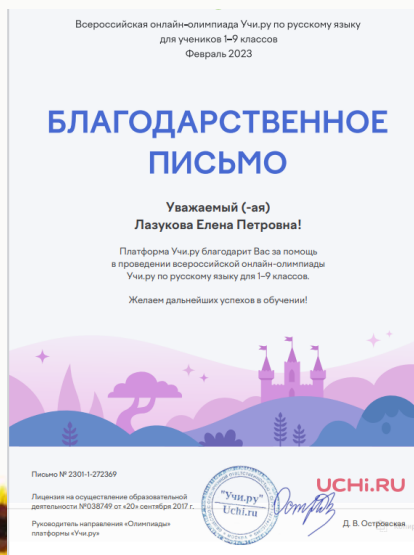 Всероссийская онлайн–олимпиада Учи.ру по русскому языку
для учеников 1–9 классов
Февраль 2023
БЛАГОДАРСТВЕННОЕ
ПИСЬМО
Уважаемый (-ая)
Лазукова Елена Петровна!
Платформа Учи.ру благодарит Вас за помощь
в проведении всероссийской онлайн-олимпиады
Учи.ру по русскому языку для 1–9 классов.
Желаем дальнейших успехов в обучении!
Письмо № 2301-1-272369
Лицензия на осуществление образовательной
деятельности №038749 от «20» сентября 2017 г.
Руководитель направления «Олимпиады»
платформы «Учи.ру»
"Учи.ру"
Uchi.ru
UCHi.RU
Д. В. Островская